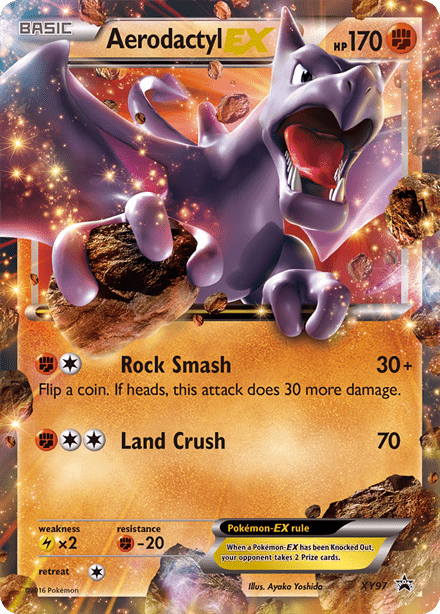 BASIC Aerodactyl EX HP 170
Rock Smash 30+
Flip a coin. If heads, this attack does 30 more damage.
Land Crush 70
weakness resistance
×2 -20
retreat
Pokémon-EX rule
When a Pokémon-EX has been Knocked Out,
your opponent takes 2 Prize cards.
©2016 Pokémon Illus. Ayaka Yoshida XY97